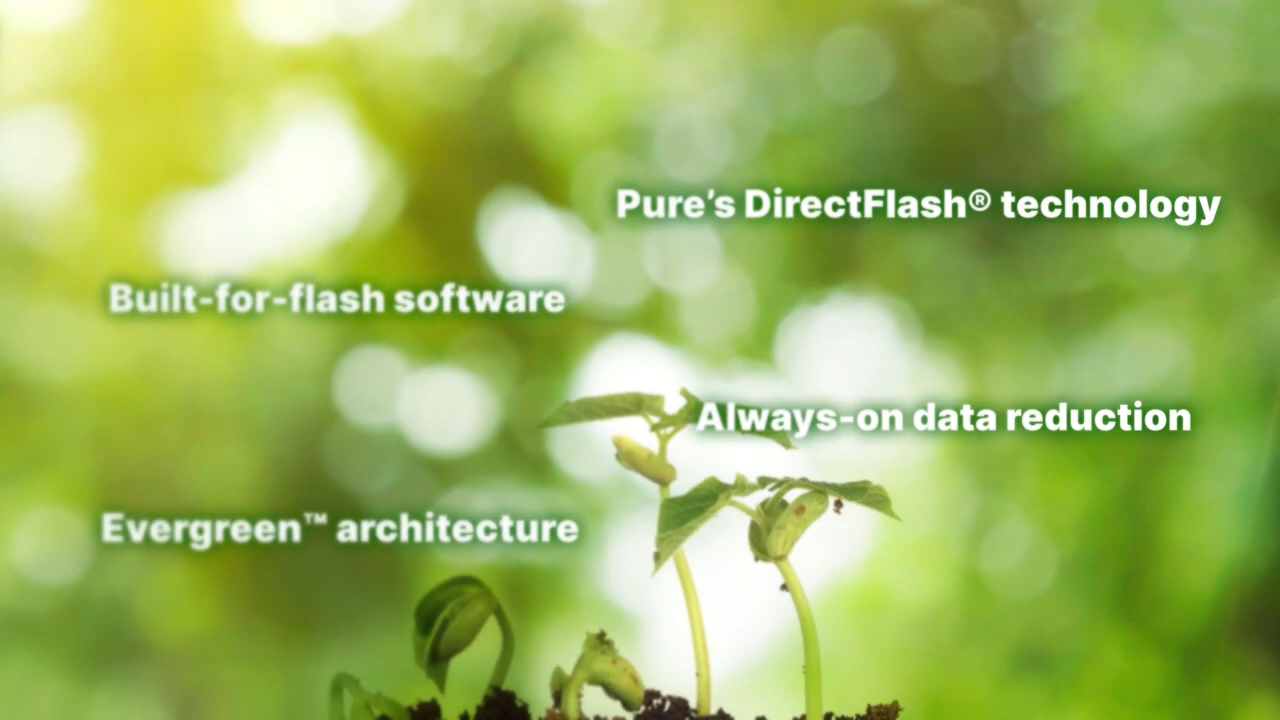 Pure’s DirectFlash® technology
Built-for-flash software
Always-on data reduction
Evergreen™ architecture